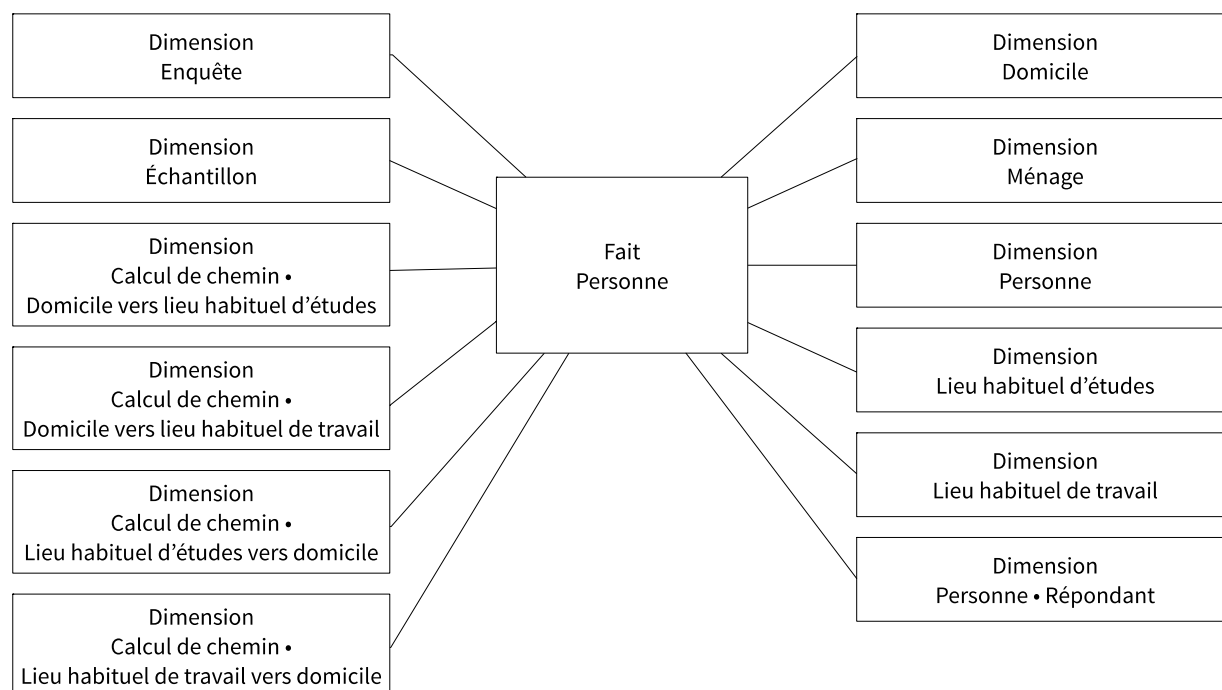 Dimension
Enquête
Dimension
Échantillon
Dimension
Calcul de chemin •
Domicile vers lieu habituel d’études
Dimension
Calcul de chemin •
Domicile vers lieu habituel de travail
Dimension
Calcul de chemin •
Lieu habituel d’études vers domicile
Dimension
Calcul de chemin •
Lieu habituel de travail vers domicile
Fait
Personne
Dimension
Domicile
Dimension
Ménage
Dimension
Personne
Dimension
Lieu habituel d’études
Dimension
Lieu habituel de travail
Dimension
Personne • Répondant